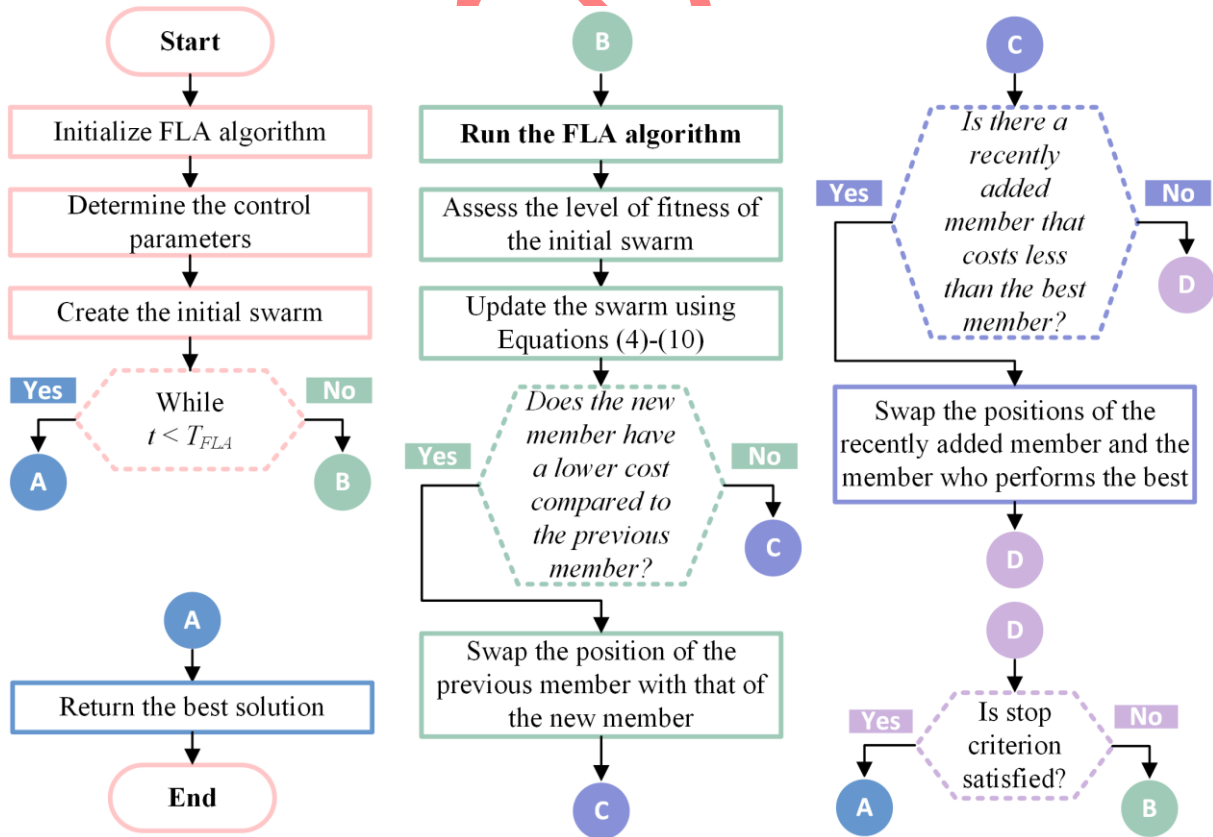 Start
Initialize FLA algorithm
Determine the control
parameters
Create the initial swarm
Yes
No
While
t < T_FLA
A
B
A
Return the best solution
End
B
Run the FLA algorithm
Assess the level of fitness of
the initial swarm
Update the swarm using
Equations (4)-(10)
Does the new
member have
a lower cost
compared to
the previous
member?
Yes
No
C
Swap the position of the
previous member with that of
the new member
C
C
Is there a
recently
added
member that
costs less
than the best
member?
Yes
No
D
Swap the positions of the
recently added member and the
member who performs the best
D
D
Yes
No
Is stop
criterion
satisfied?
A
B